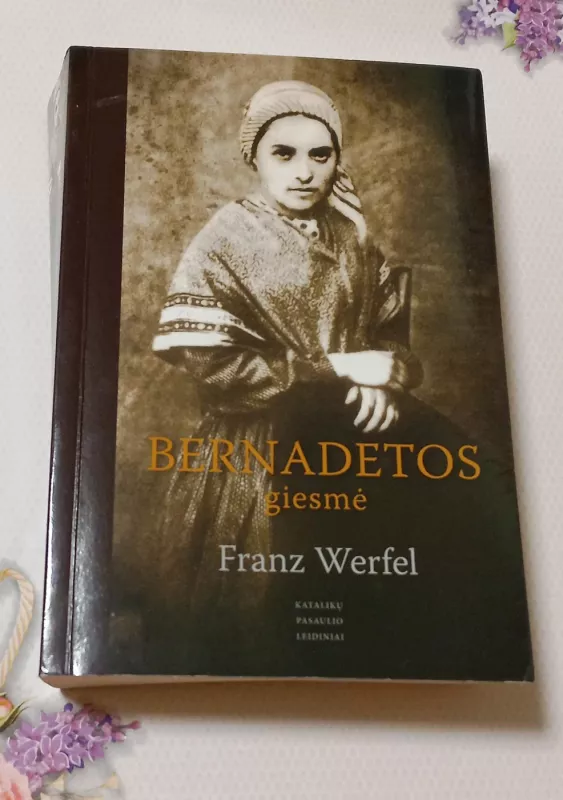 BERNADETOS
giesmė
Franz Werfel
KATALIKŲ
PASAULIO
LEIDINIAI